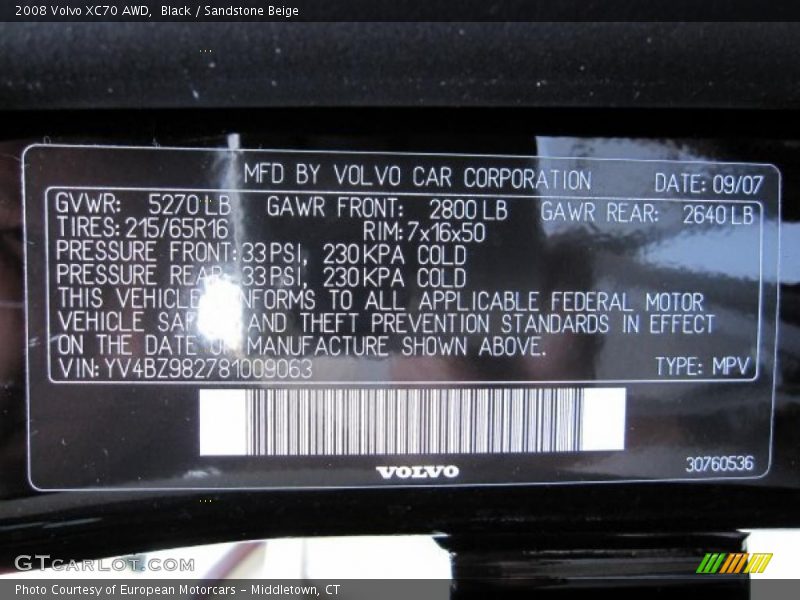 2008 Volvo XC70 AWD, Black / Sandstone Beige
MFD BY VOLVO CAR CORPORATION DATE: 09/07
GVWR: 5270 LB GAWR FRONT: 2800 LB GAWR REAR: 2640 LB
TIRES: 215/65R16 RIM: 7x16x50
PRESSURE FRONT: 33 PSI, 230 KPA COLD
PRESSURE REAR: 33 PSI, 230 KPA COLD
THIS VEHICLE TO ALL APPLICABLE FEDERAL MOTOR
VEHICLE AND THEFT PREVENTION STANDARDS IN EFFECT
ON THE DATE MANUFACTURE SHOWN ABOVE.
VIN: YV4BZ982781009063 TYPE: MPV
VOLVO
30760536
GTCARLOT.COM
Photo Courtesy of European Motorcars - Middletown, CT